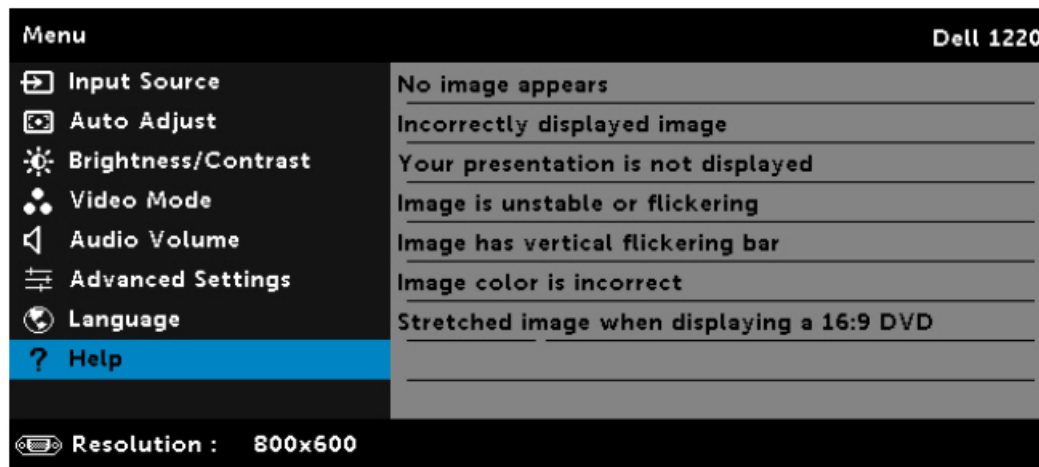 Menu Dell 1220
Input Source
Auto Adjust
Brightness/Contrast
Video Mode
Audio Volume
Advanced Settings
Language
? Help
No image appears
Incorrectly displayed image
Your presentation is not displayed
Image is unstable or flickering
Image has vertical flickering bar
Image color is incorrect
Stretched image when displaying a 16:9 DVD
Resolution : 800x600